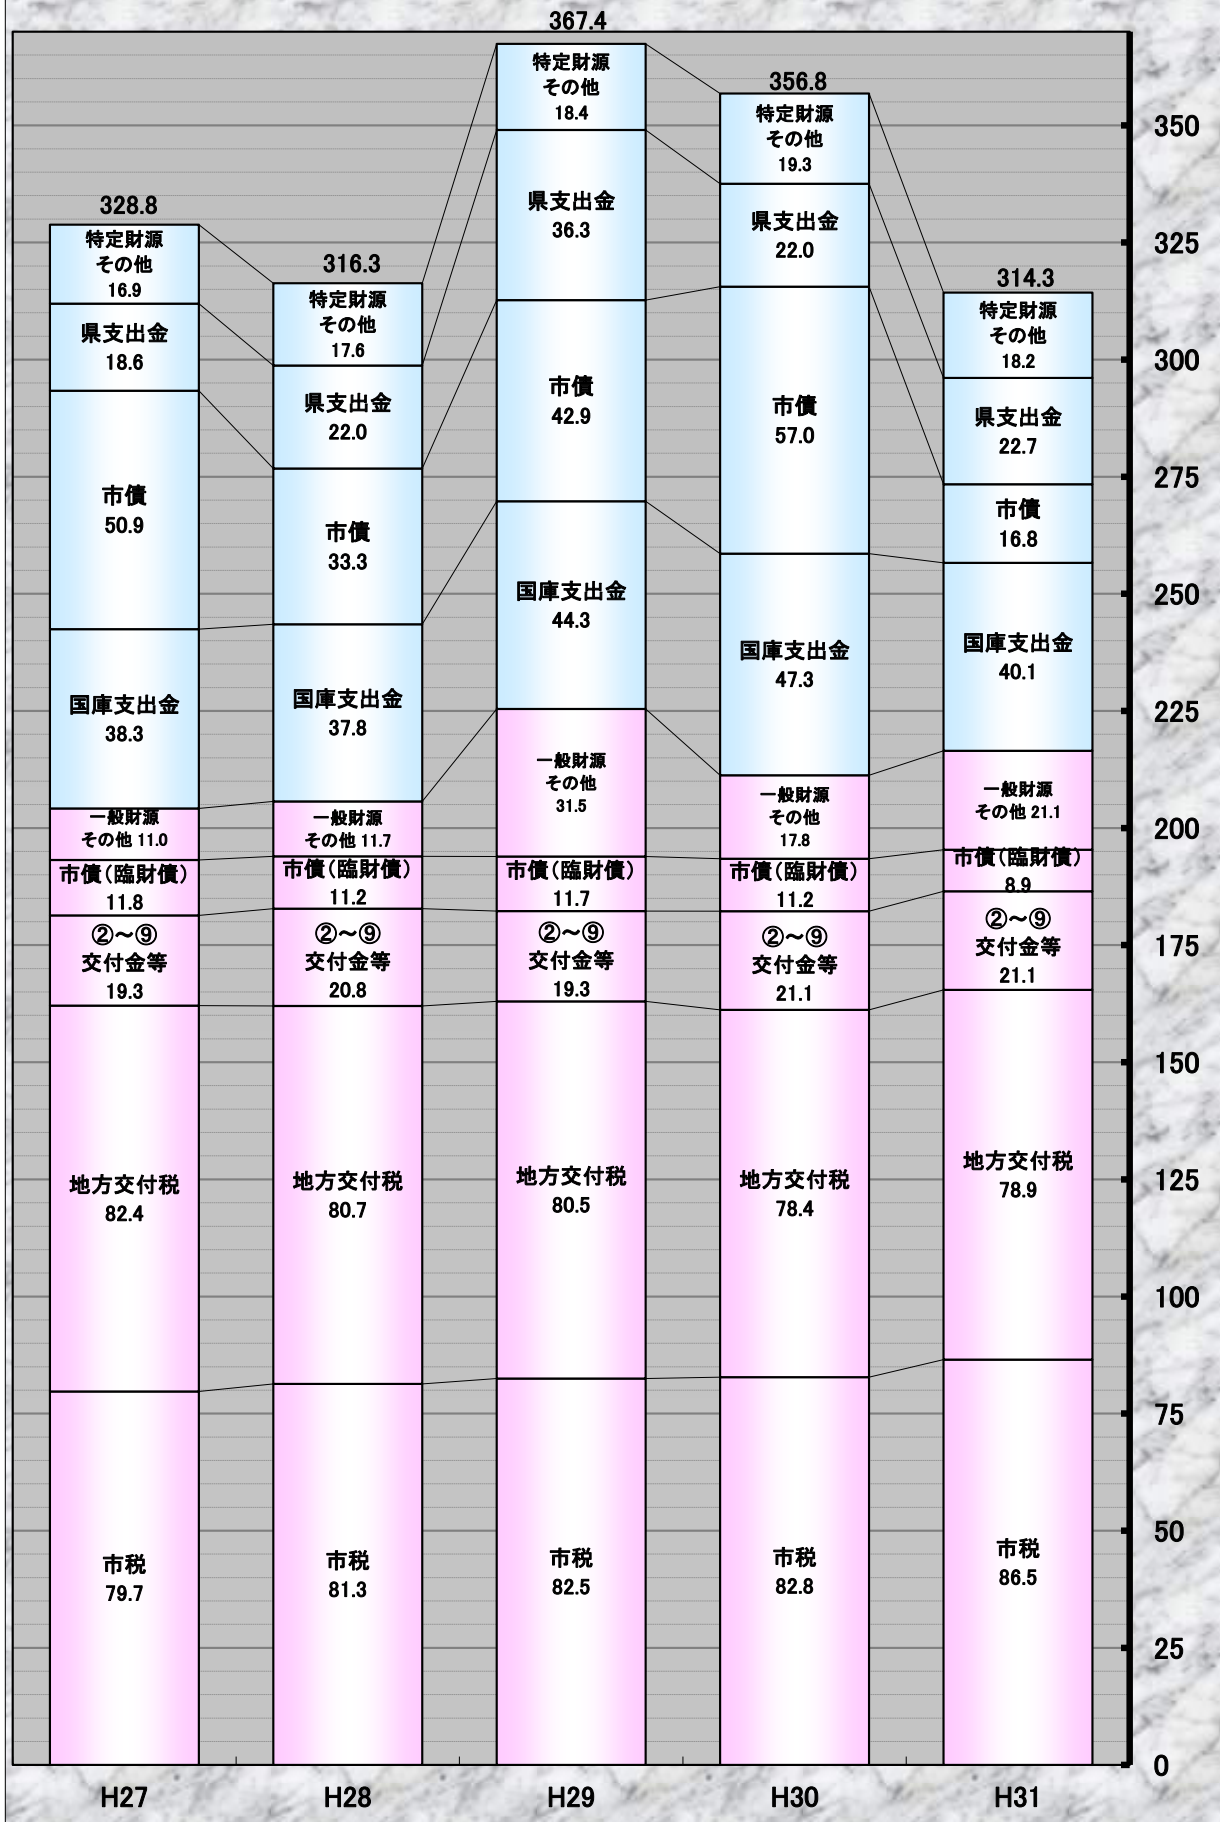 328.8
特定財源
その他
16.9
県支出金
18.6
市債
50.9
国庫支出金
38.3
一般財源
その他 11.0
市債(臨財債)
11.8
②～⑨
交付金等
19.3
地方交付税
82.4
市税
79.7
H27
316.3
特定財源
その他
17.6
県支出金
22.0
市債
33.3
国庫支出金
37.8
一般財源
その他 11.7
市債(臨財債)
11.2
②～⑨
交付金等
20.8
地方交付税
80.7
市税
81.3
H28
367.4
特定財源
その他
18.4
県支出金
36.3
市債
42.9
国庫支出金
44.3
一般財源
その他
31.5
市債(臨財債)
11.7
②～⑨
交付金等
19.3
地方交付税
80.5
市税
82.5
H29
356.8
特定財源
その他
19.3
県支出金
22.0
市債
57.0
国庫支出金
47.3
一般財源
その他
17.8
市債(臨財債)
11.2
②～⑨
交付金等
21.1
地方交付税
78.4
市税
82.8
H30
314.3
特定財源
その他
18.2
県支出金
22.7
市債
16.8
国庫支出金
40.1
一般財源
その他 21.1
市債(臨財債)
8.9
②～⑨
交付金等
21.1
地方交付税
78.9
市税
86.5
H31
350
325
300
275
250
225
200
175
150
125
100
75
50
25
0